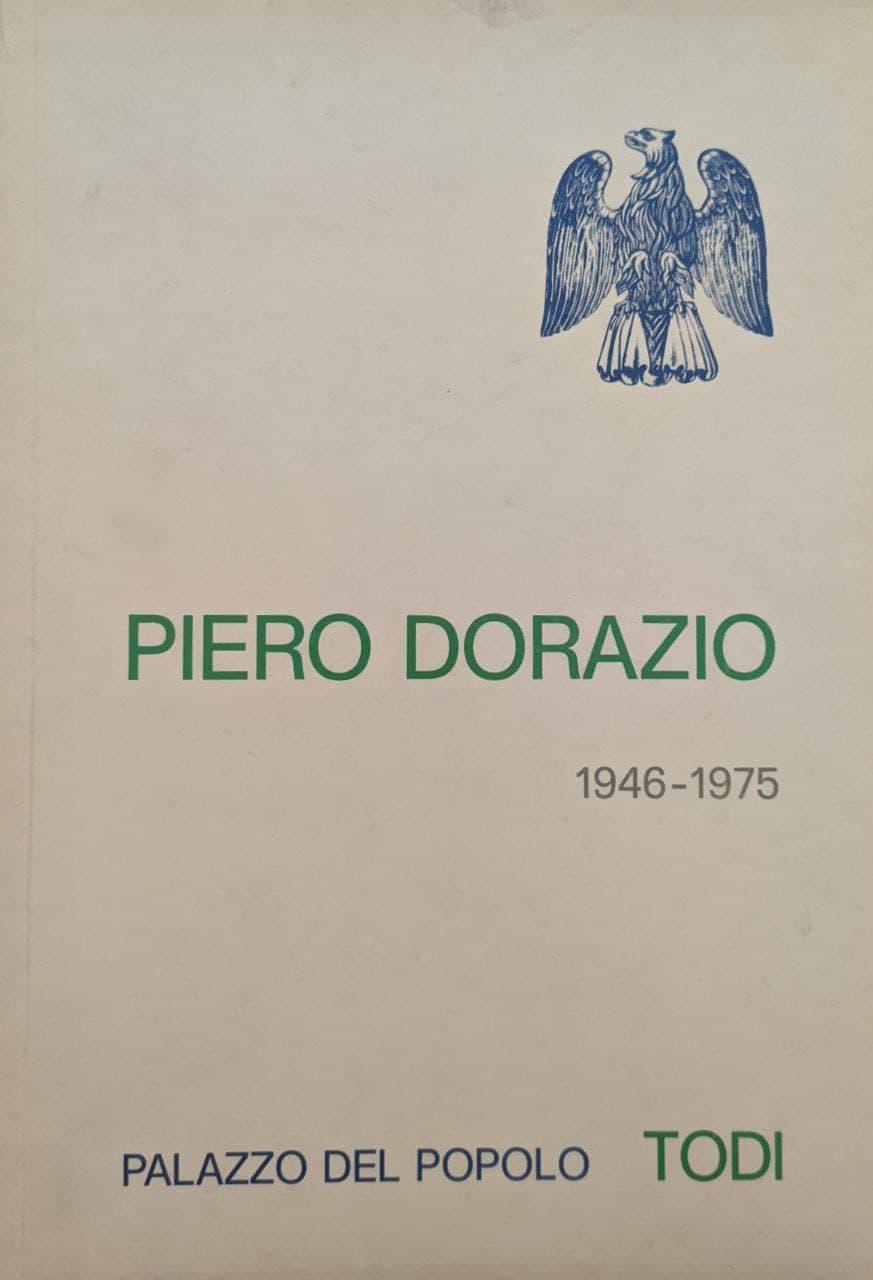 PIERO DORAZIO
1946-1975
PALAZZO DEL POPOLO TODI